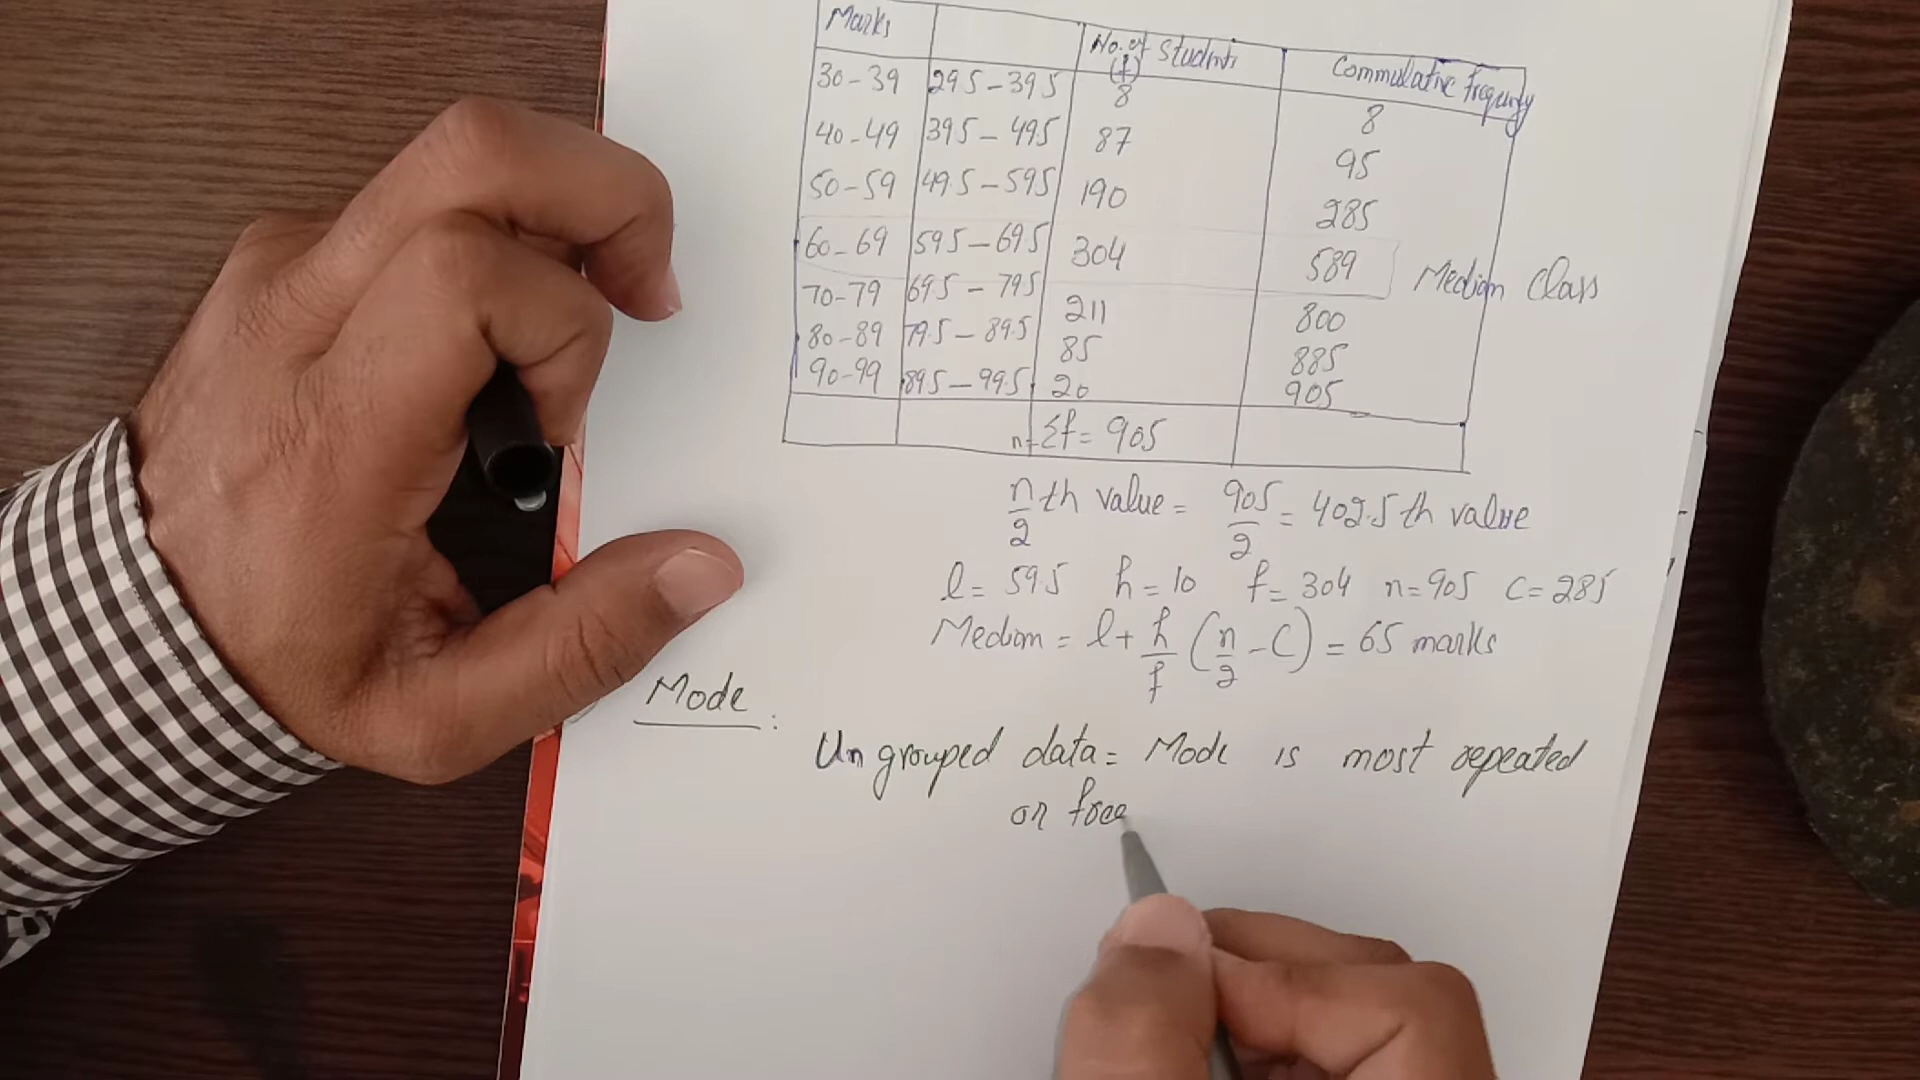 Marks No. of Students (f) Commulative frequency
30-39 29.5-39.5 8 8
40-49 39.5-49.5 87 95
50-59 49.5-59.5 190 285
60-69 59.5-69.5 304 589 Median Class
70-79 69.5-79.5 211 800
80-89 79.5-89.5 85 885
90-99 89.5-99.5 20 905
n=Σf=905
n/2 th value = 905/2 = 402.5 th value
l= 59.5 h=10 f=304 n=905 C=285
Median = l+ h/f (n/2 - C) = 65 marks
Mode :
Un grouped data = Mode is most repeated
or free